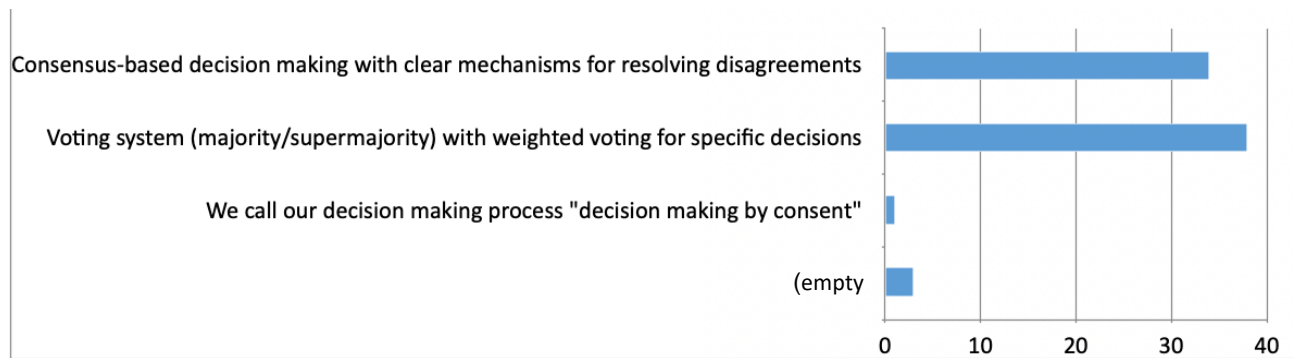 Consensus-based decision making with clear mechanisms for resolving disagreements
Voting system (majority/supermajority) with weighted voting for specific decisions
We call our decision making process "decision making by consent"
(empty
0 10 20 30 40